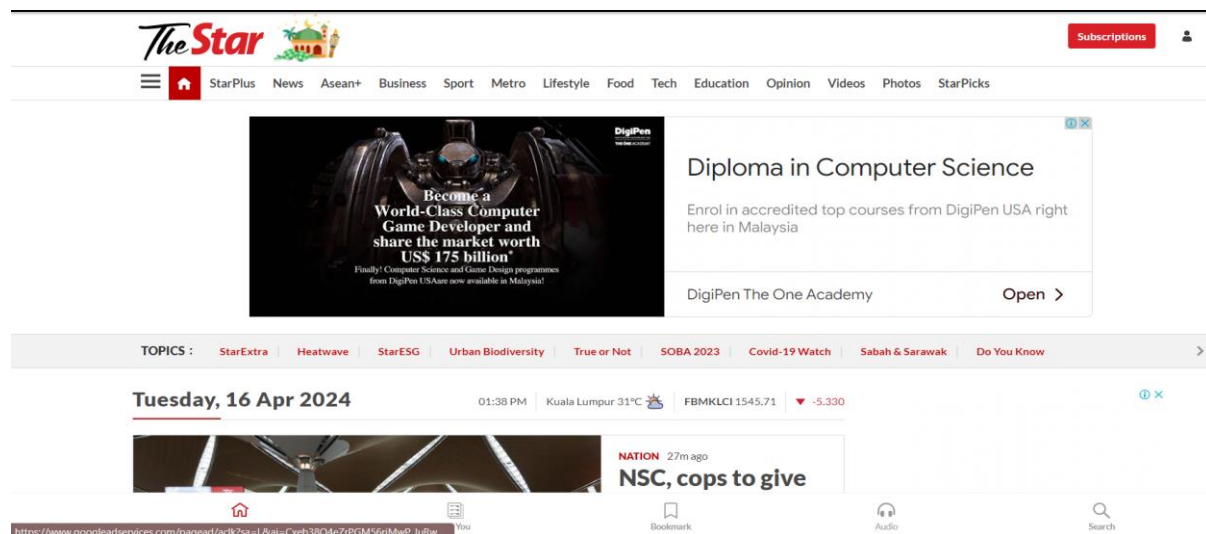 The Star
Subscriptions
StarPlus News Asean+ Business Sport Metro Lifestyle Food Tech Education Opinion Videos Photos StarPicks
DigiPen
THE ONE ACADEMY
Become a
World-Class Computer
Game Developer and
share the market worth
US$ 175 billion*
Finally! Computer Science and Game Design programmes
from DigiPen USAare now available in Malaysia!
Diploma in Computer Science
Enrol in accredited top courses from DigiPen USA right
here in Malaysia
DigiPen The One Academy Open
TOPICS : StarExtra Heatwave StarESG Urban Biodiversity True or Not SOBA 2023 Covid-19 Watch Sabah & Sarawak Do You Know
Tuesday, 16 Apr 2024 01:38 PM Kuala Lumpur 31°C FBMKLCI 1545.71 ▼ -5.330
NATION 27m ago
NSC, cops to give
You Bookmark Audio Search